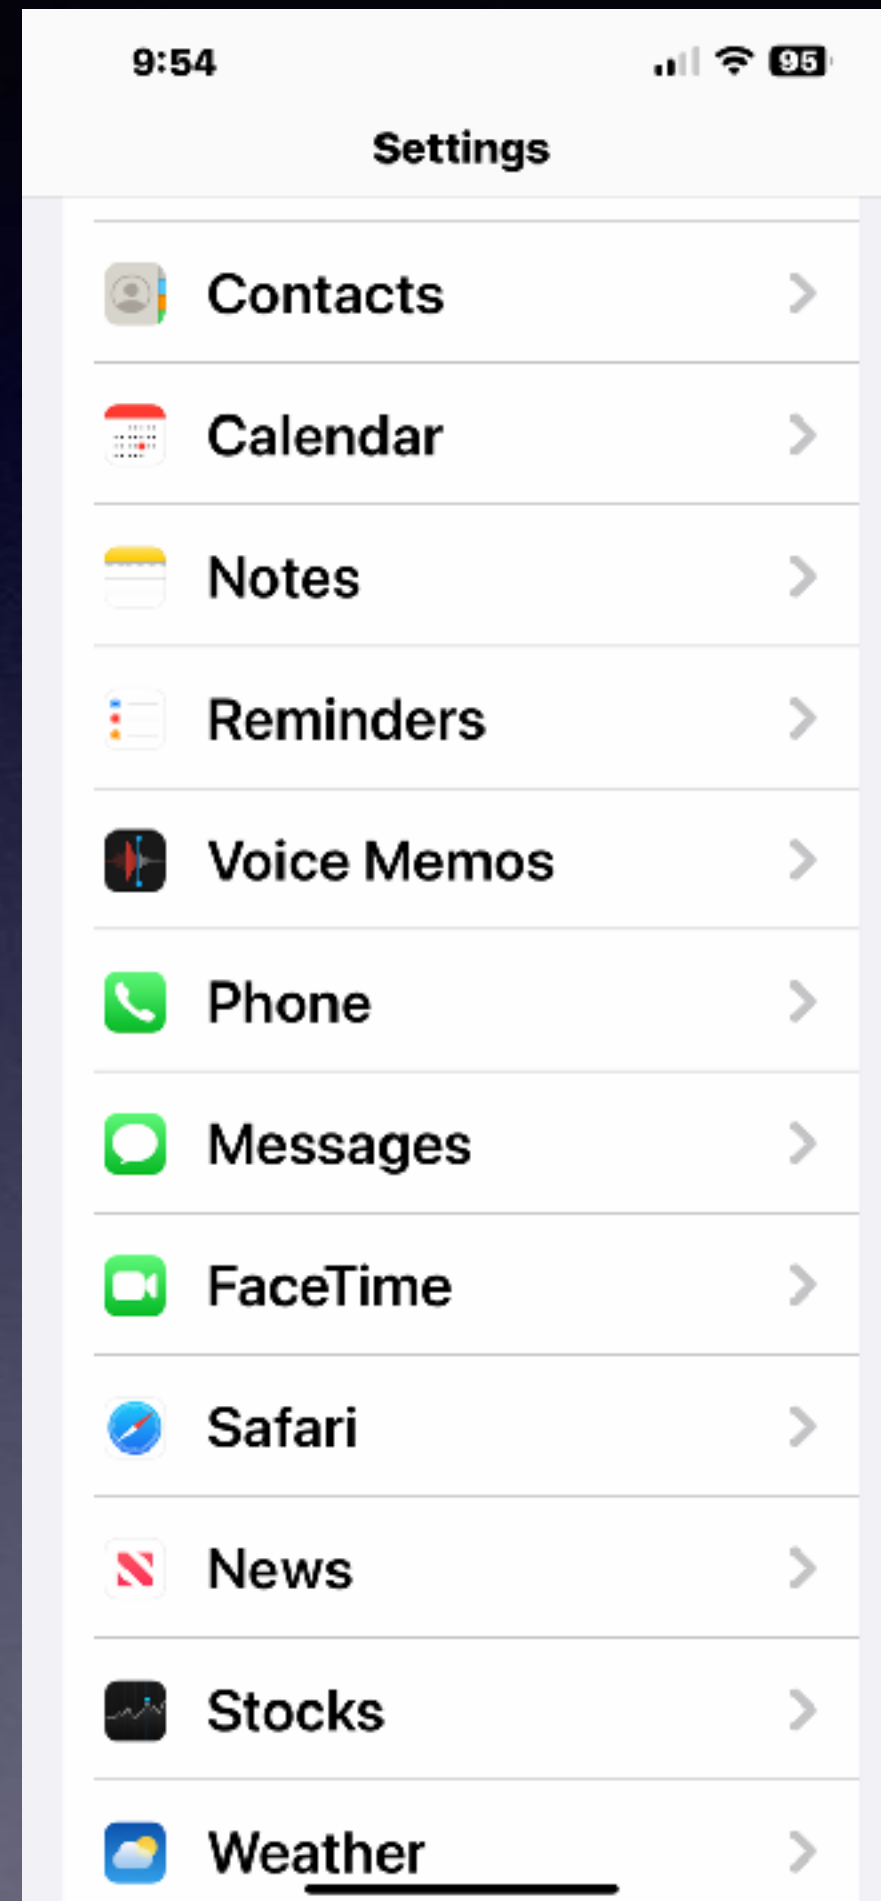 9:54 95
Settings
Contacts
Calendar
Notes
Reminders
Voice Memos
Phone
Messages
FaceTime
Safari
News
Stocks
Weather